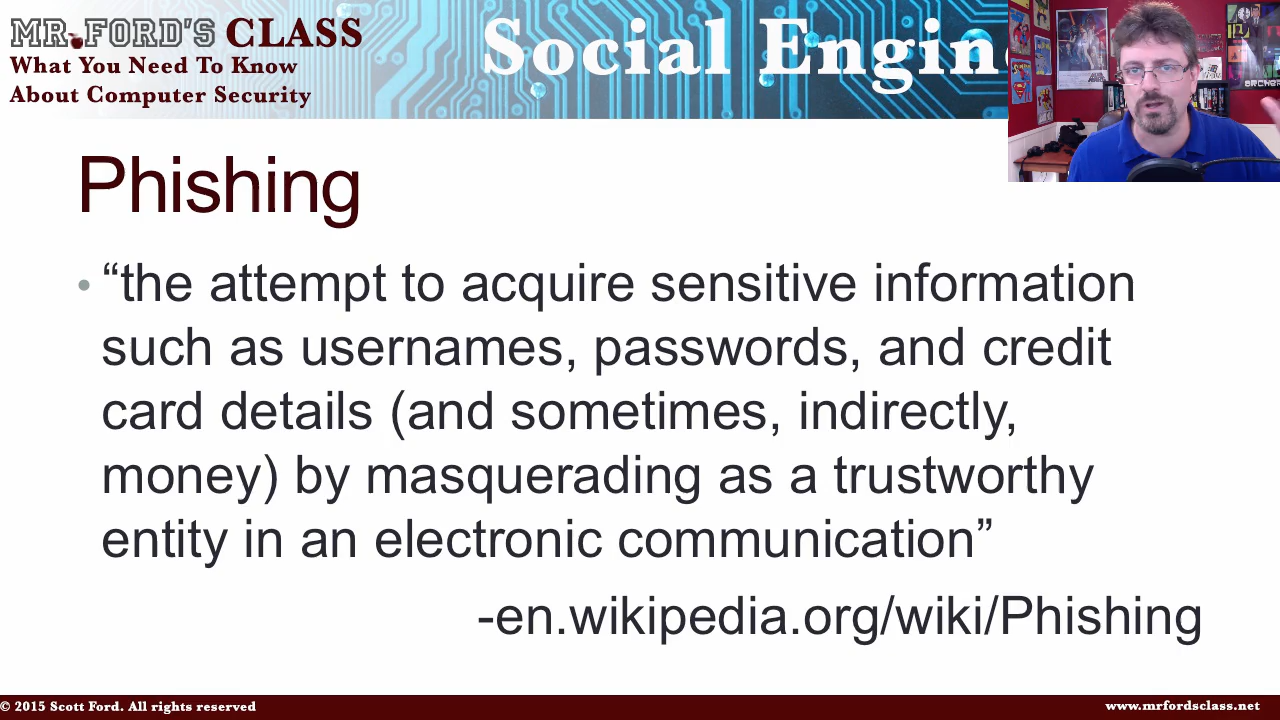 MR. FORD'S CLASS
What You Need To Know
About Computer Security
Social Engin
Phishing
• “the attempt to acquire sensitive information
such as usernames, passwords, and credit
card details (and sometimes, indirectly,
money) by masquerading as a trustworthy
entity in an electronic communication”
-en.wikipedia.org/wiki/Phishing
© 2015 Scott Ford. All rights reserved
www.mrfordsclass.net
ARCHER